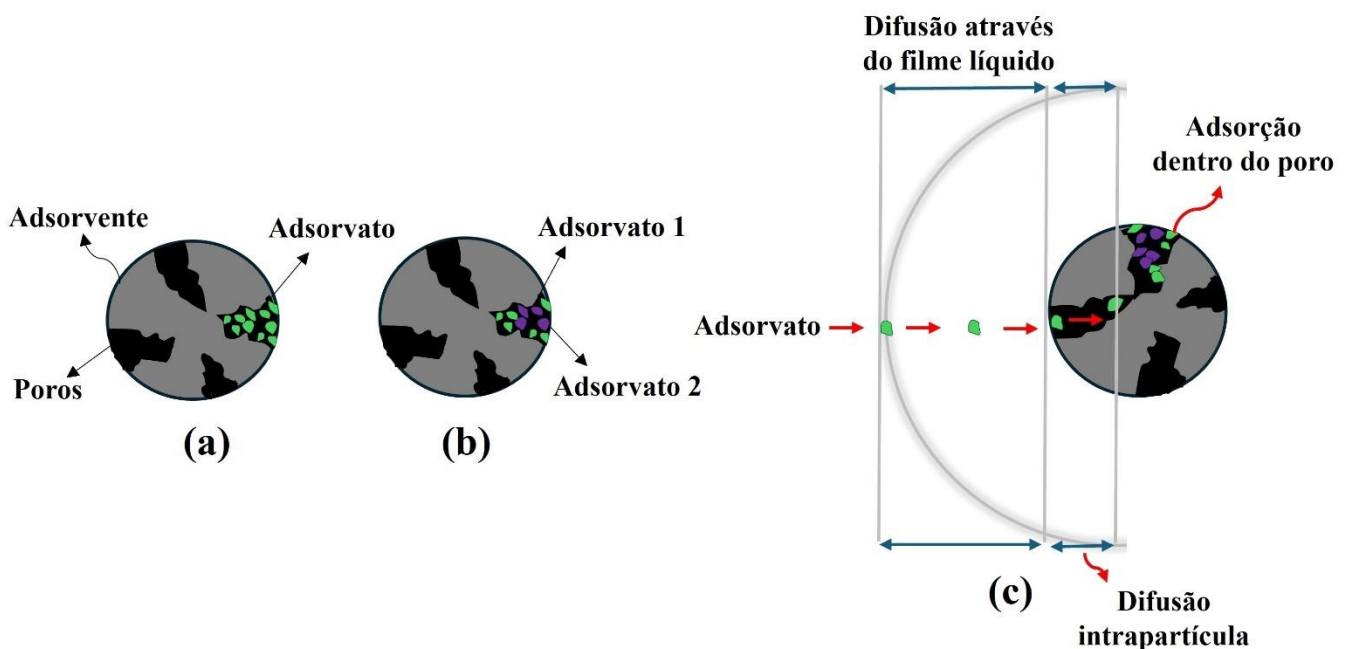 Adsorvente
Adsorvato
Poros
(a)
Adsorvato 1
Adsorvato 2
(b)
Difusão através
do filme líquido
Adsorção
dentro do poro
Adsorvato
(c)
Difusão
intrapartícula